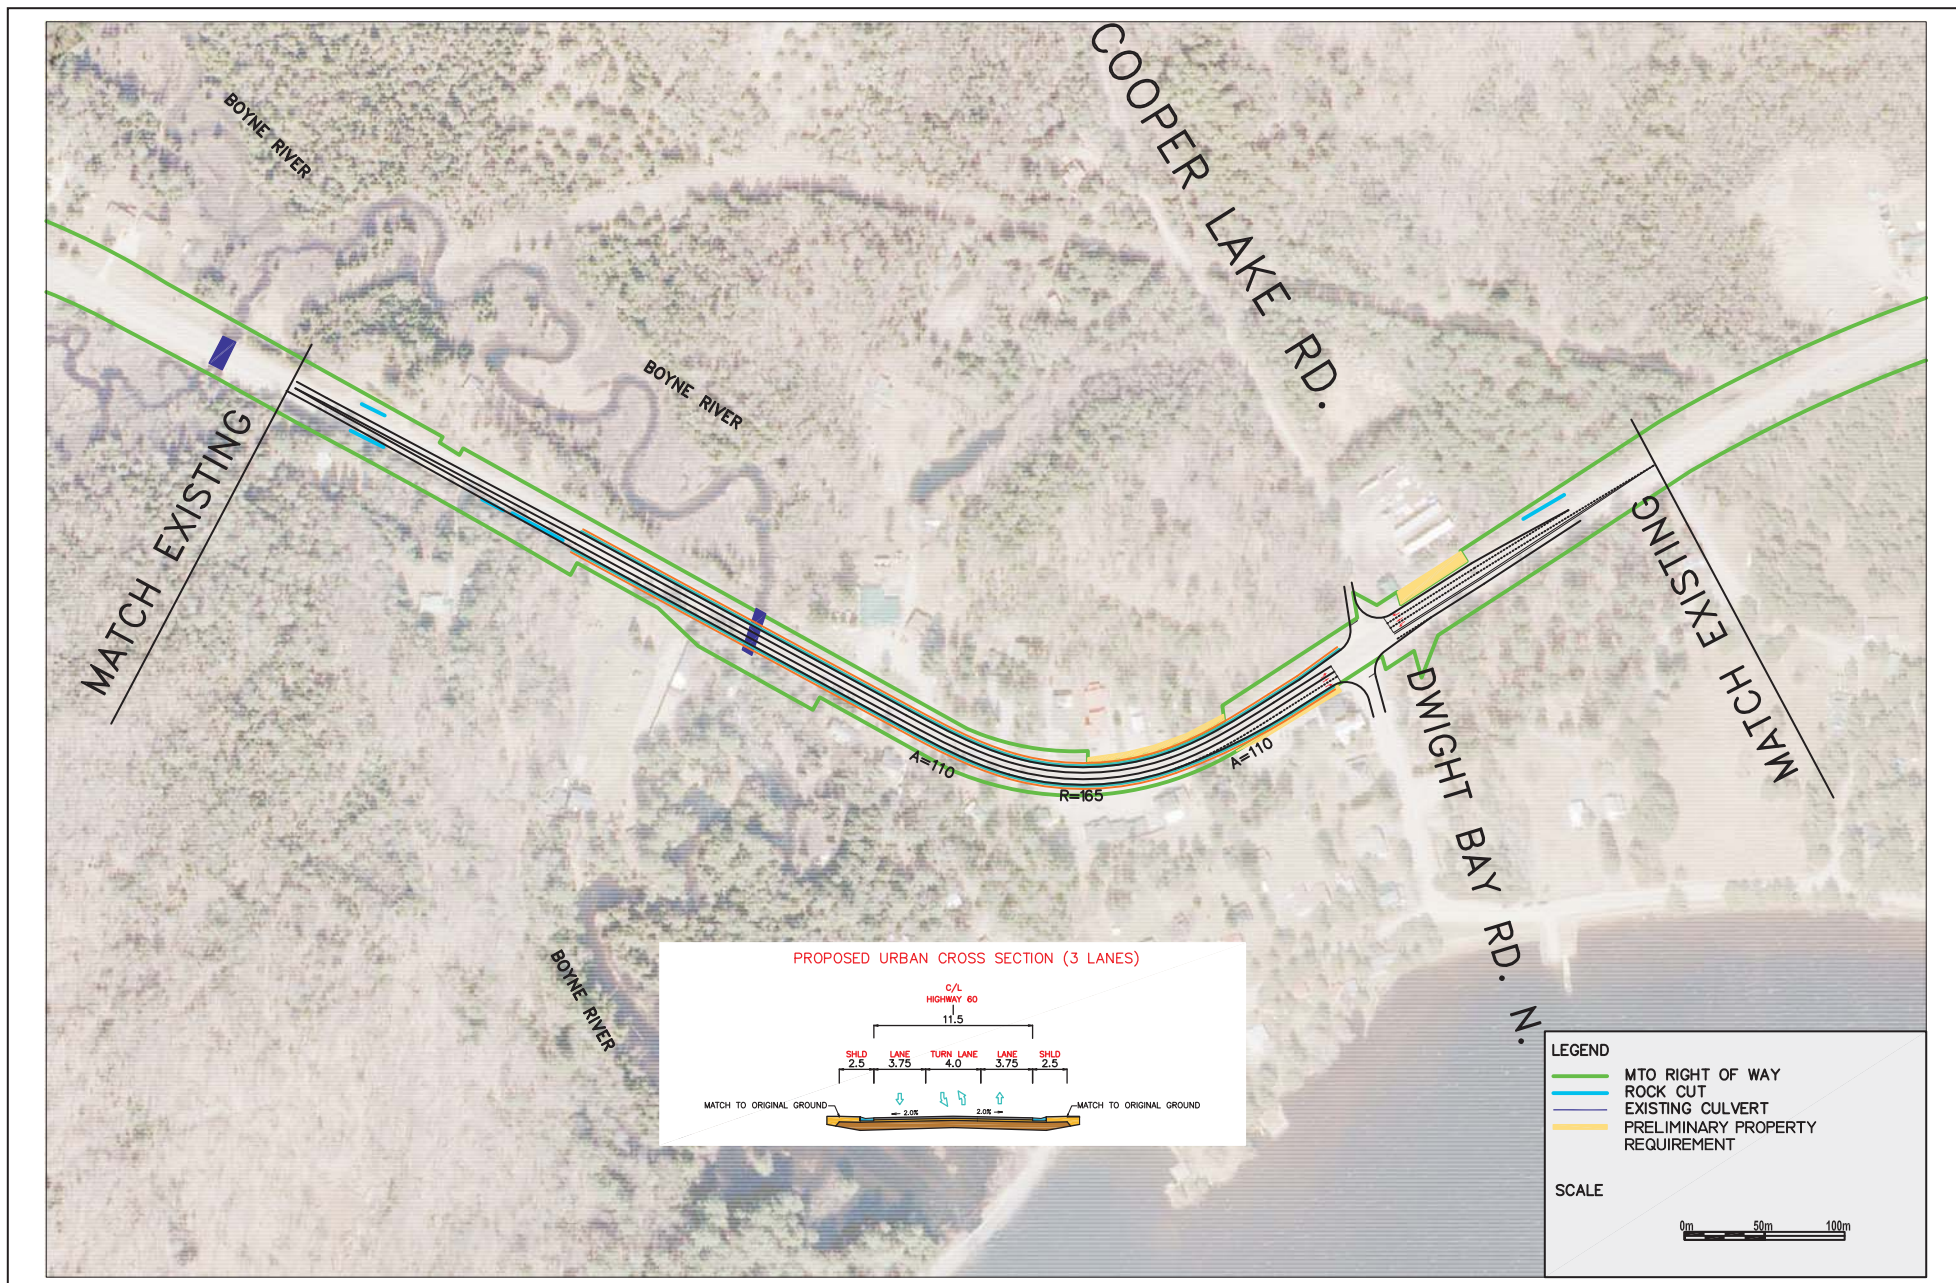 COOPER LAKE RD.
BOYNE RIVER
BOYNE RIVER
MATCH EXISTING
MATCH EXISTING
A=110
R=165
A=110
DWIGHT BAY RD. N.
BOYNE RIVER
PROPOSED URBAN CROSS SECTION (3 LANES)
C/L
HIGHWAY 60
11.5
SHLD LANE TURN LANE LANE SHLD
2.5 3.75 4.0 3.75 2.5
MATCH TO ORIGINAL GROUND 2.0% 2.0% MATCH TO ORIGINAL GROUND
LEGEND
MTO RIGHT OF WAY
ROCK CUT
EXISTING CULVERT
PRELIMINARY PROPERTY
REQUIREMENT
SCALE
0m 50m 100m